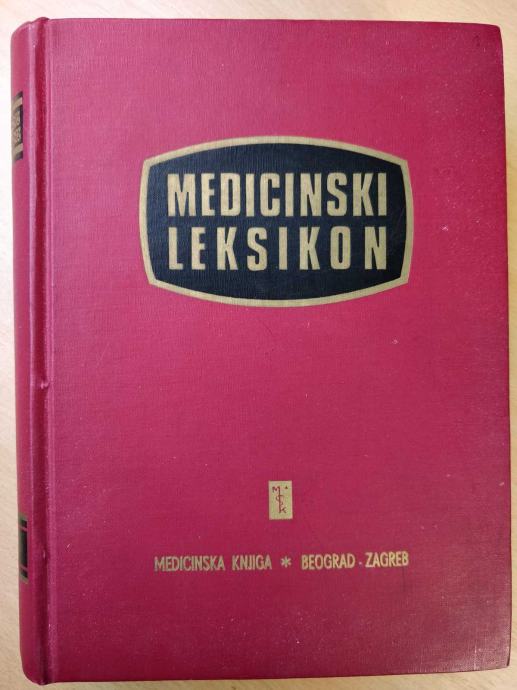 MEDICINSKI
LEKSIKON
M
K
MEDICINSKA KNJIGA * BEOGRAD - ZAGREB